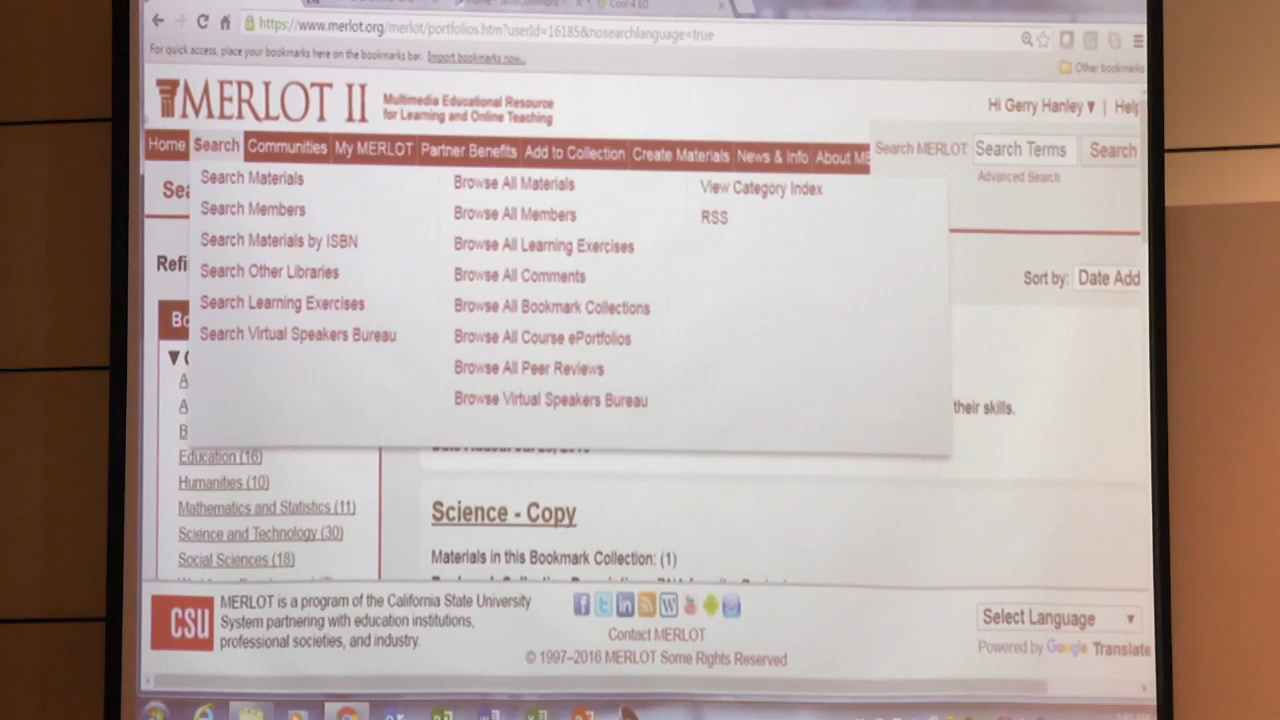 Cool 4 ED
https://www.merlot.org/merlot/portfolios.htm?userId=16185&nosearchlanguage=true
For quick access, place your bookmarks here on the bookmarks bar. Import bookmarks now...
Other bookmarks
MERLOT II
Multimedia Educational Resource
for Learning and Online Teaching
Hi Gerry Hanley ▼ | Help
Home Search Communities My MERLOT Partner Benefits Add to Collection Create Materials News & Info About ME
Search MERLOT Search Terms Search
Advanced Search
Sea
Search Materials
Search Members
Search Materials by ISBN
Search Other Libraries
Search Learning Exercises
Search Virtual Speakers Bureau
Browse All Materials
Browse All Members
Browse All Learning Exercises
Browse All Comments
Browse All Bookmark Collections
Browse All Course ePortfolios
Browse All Peer Reviews
Browse Virtual Speakers Bureau
View Category Index
RSS
Refi
Sort by: Date Add
Bo
A
A
B
Education (16)
Humanities (10)
Mathematics and Statistics (11)
Science and Technology (30)
Social Sciences (18)
their skills.
Science - Copy
Materials in this Bookmark Collection: (1)
CSU
MERLOT is a program of the California State University
System partnering with education institutions,
professional societies, and industry.
Contact MERLOT
© 1997–2016 MERLOT Some Rights Reserved
Select Language ▼
Powered by Google Translate